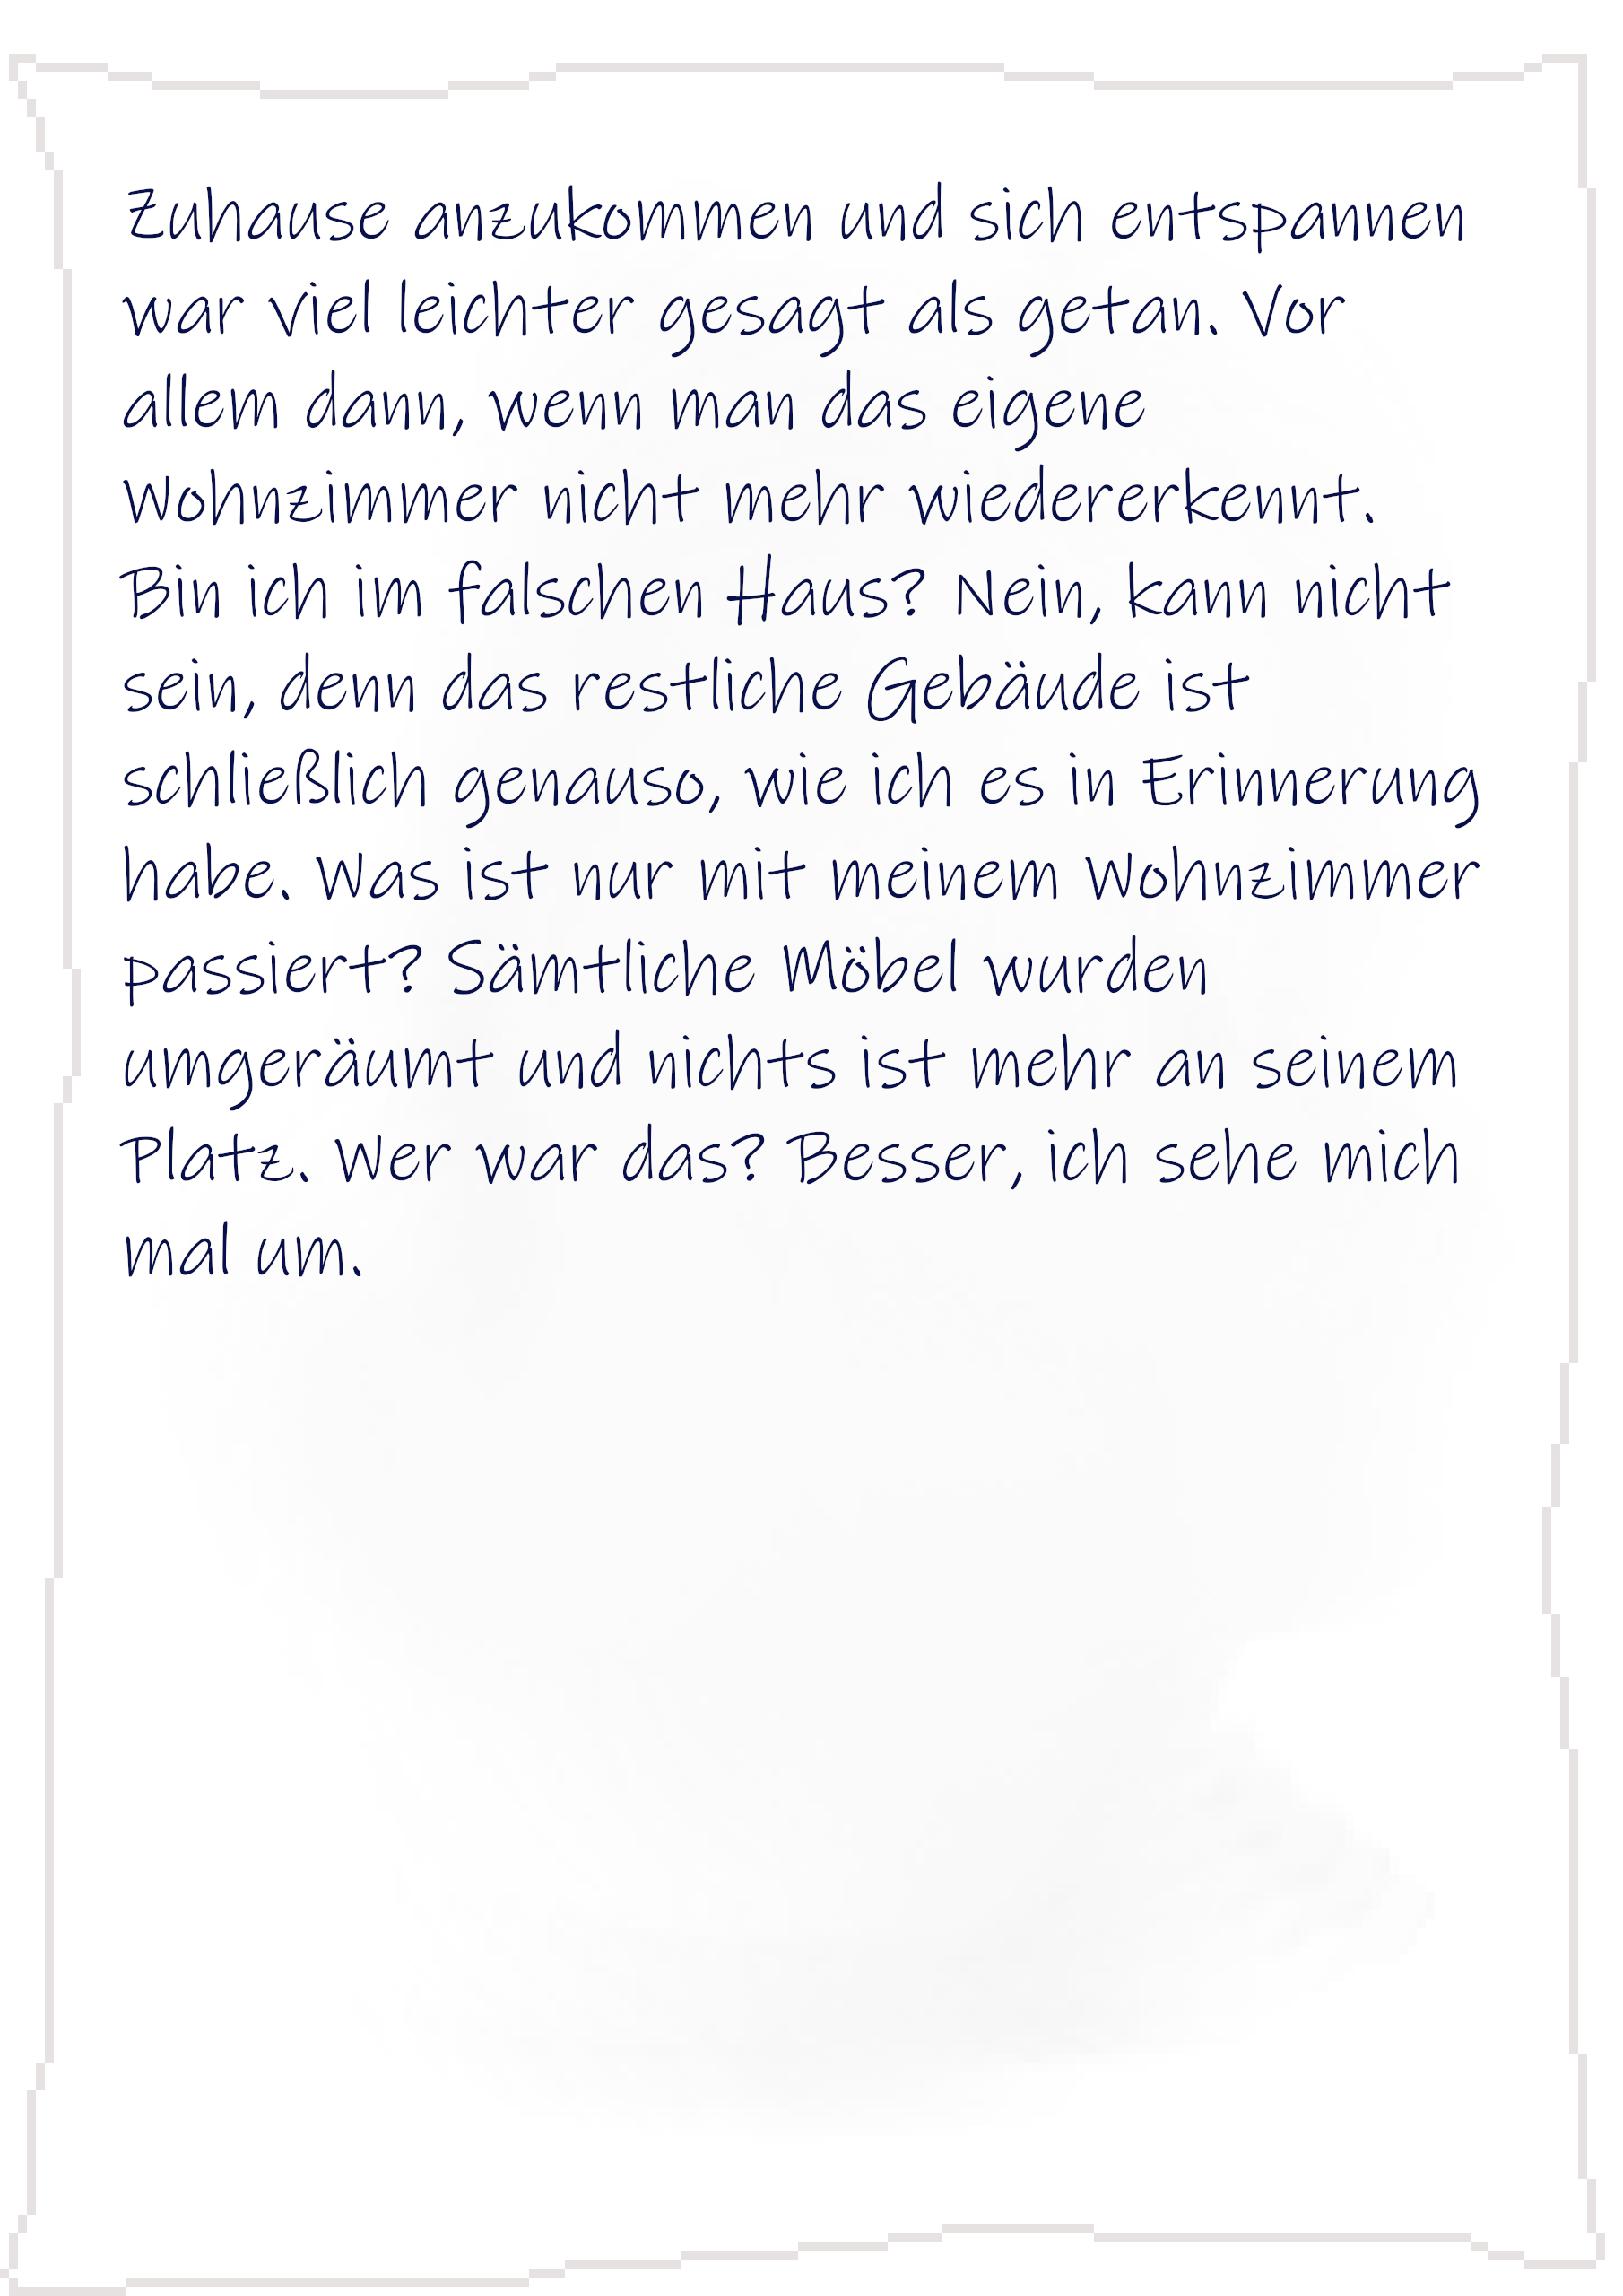 Zuhause anzukommen und sich entspannen
war viel leichter gesagt als getan. Vor
allem dann, wenn man das eigene
Wohnzimmer nicht mehr wiedererkennt.
Bin ich im falschen Haus? Nein, kann nicht
sein, denn das restliche Gebäude ist
schließlich genauso, wie ich es in Erinnerung
habe. Was ist nur mit meinem Wohnzimmer
passiert? Sämtliche Möbel wurden
umgeräumt und nichts ist mehr an seinem
Platz. Wer war das? Besser, ich sehe mich
mal um.